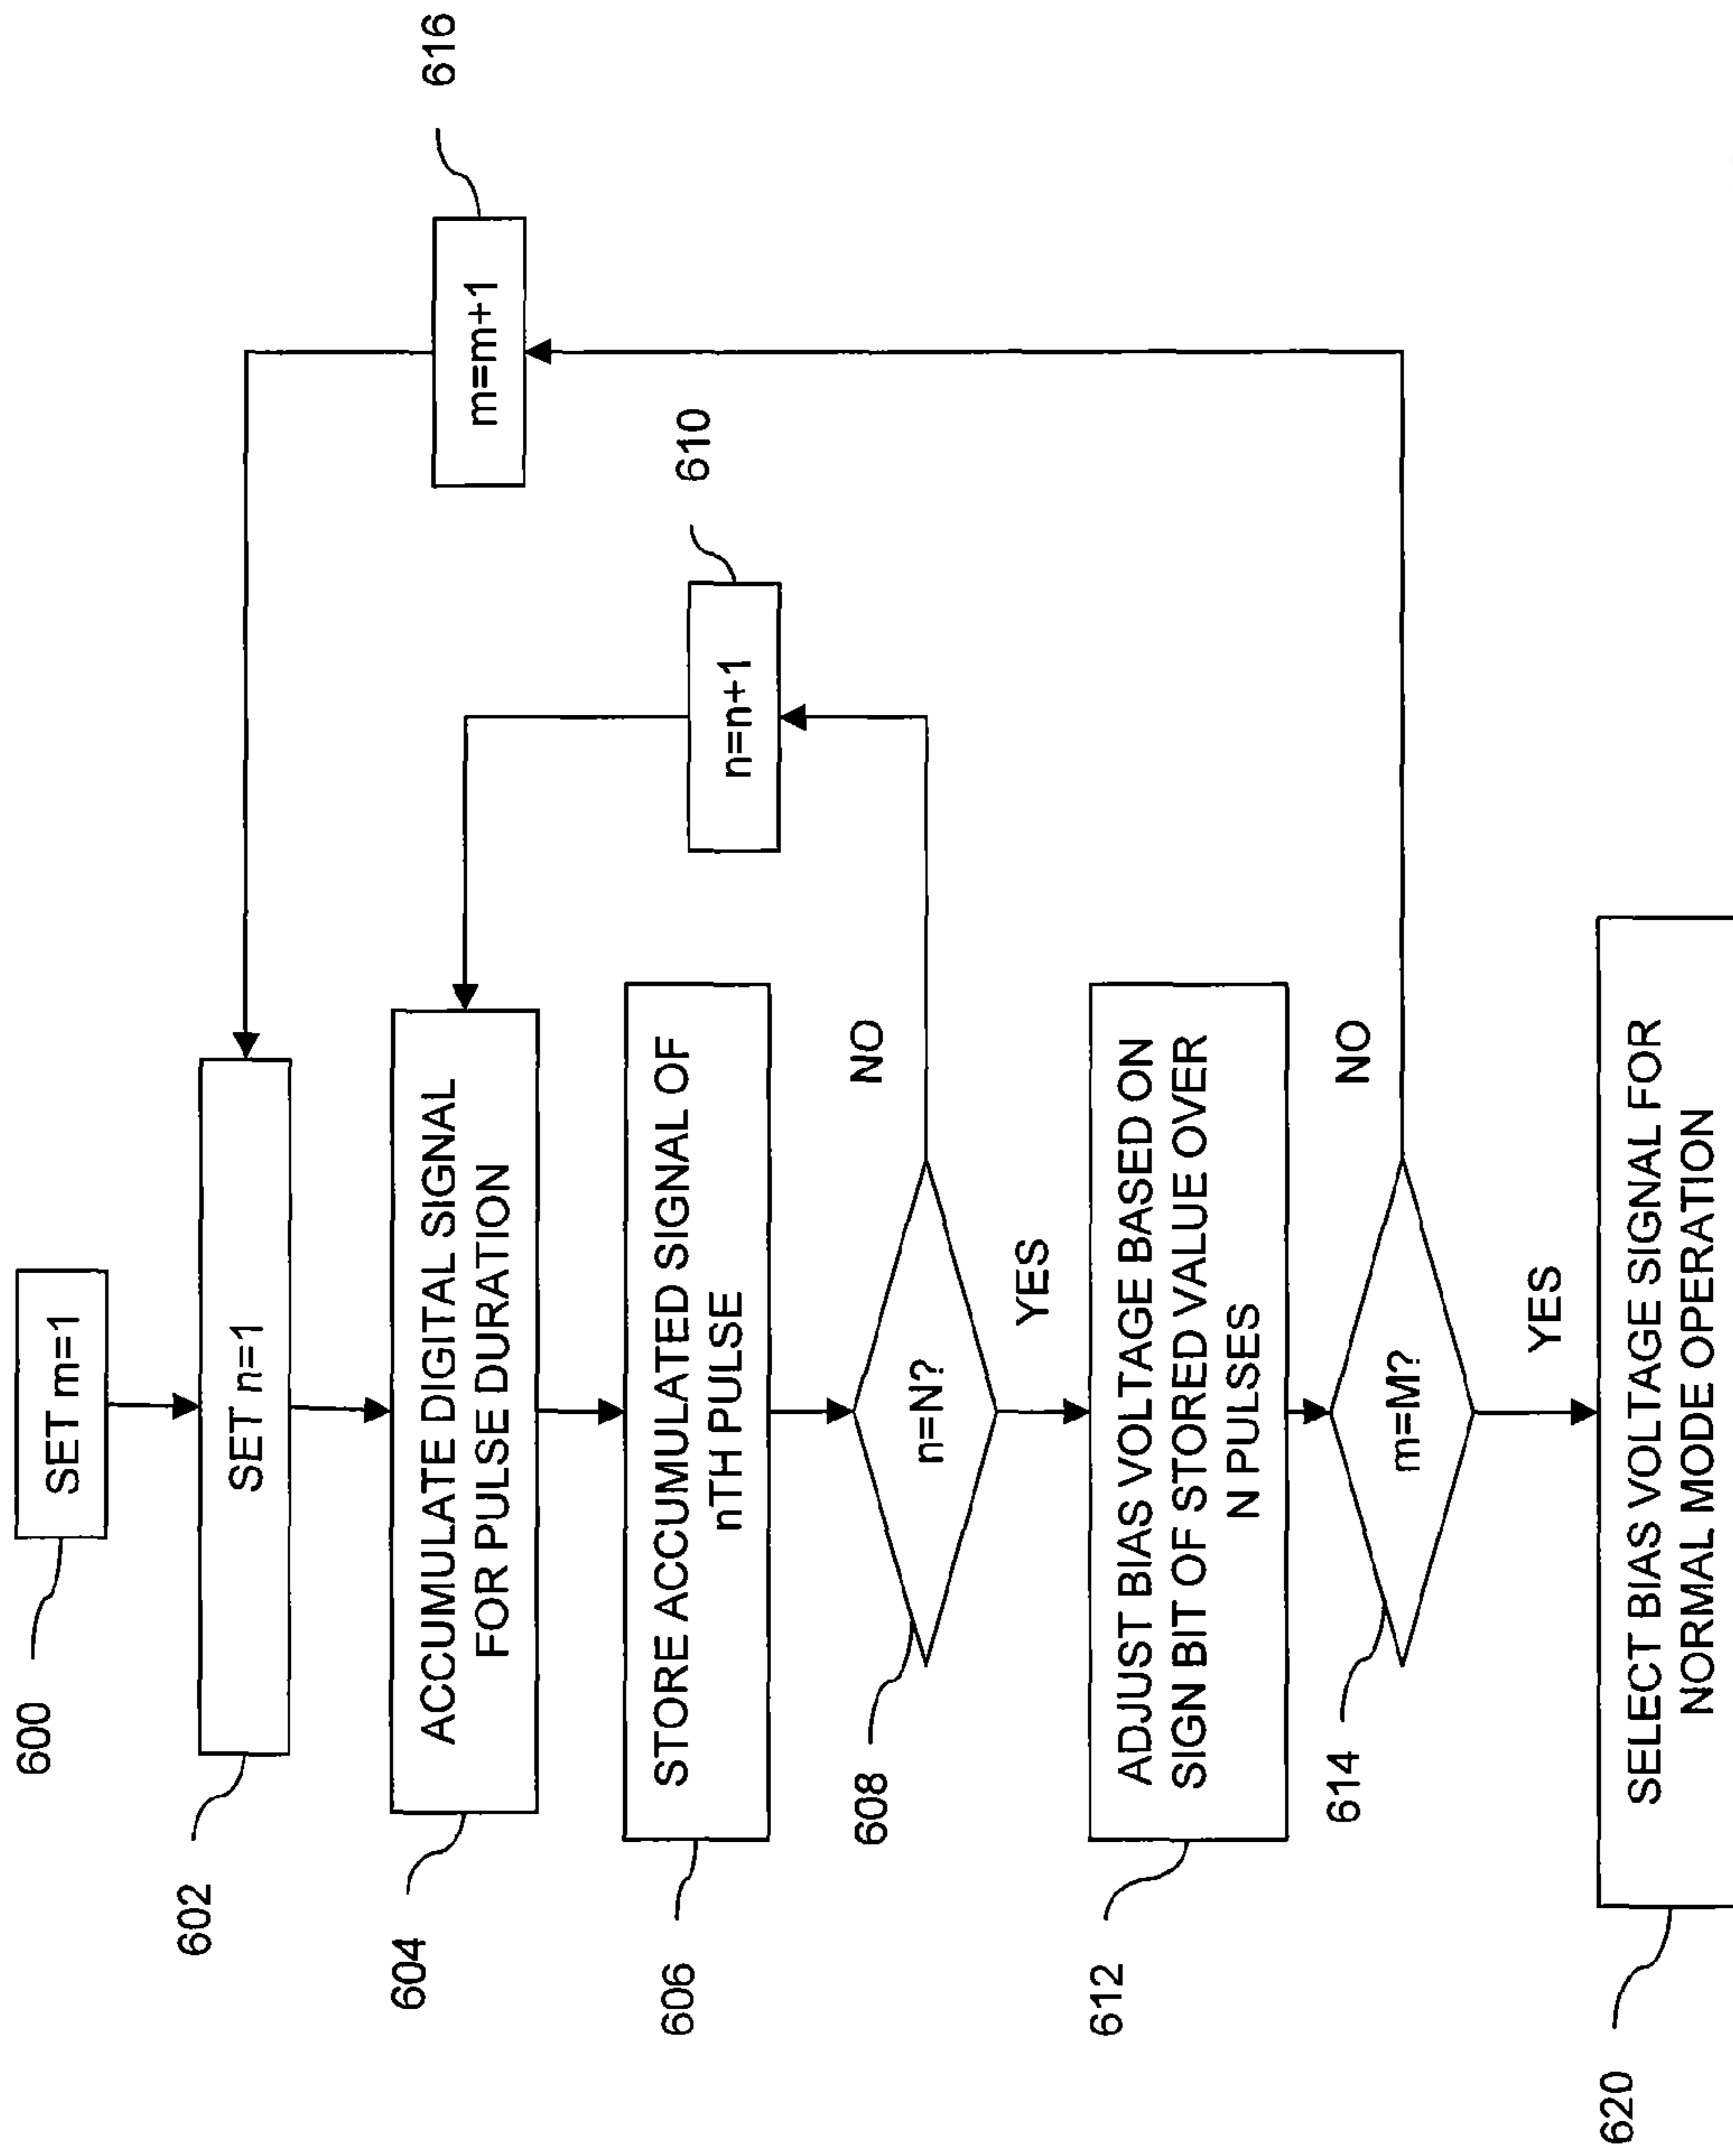 600
SET m=1
602
SET n=1
604
ACCUMULATE DIGITAL SIGNAL
FOR PULSE DURATION
606
STORE ACCUMULATED SIGNAL OF
nTH PULSE
608
n=N?
NO
n=n+1
610
YES
612
ADJUST BIAS VOLTAGE BASED ON
SIGN BIT OF STORED VALUE OVER
N PULSES
614
m=M?
NO
m=m+1
616
YES
620
SELECT BIAS VOLTAGE SIGNAL FOR
NORMAL MODE OPERATION